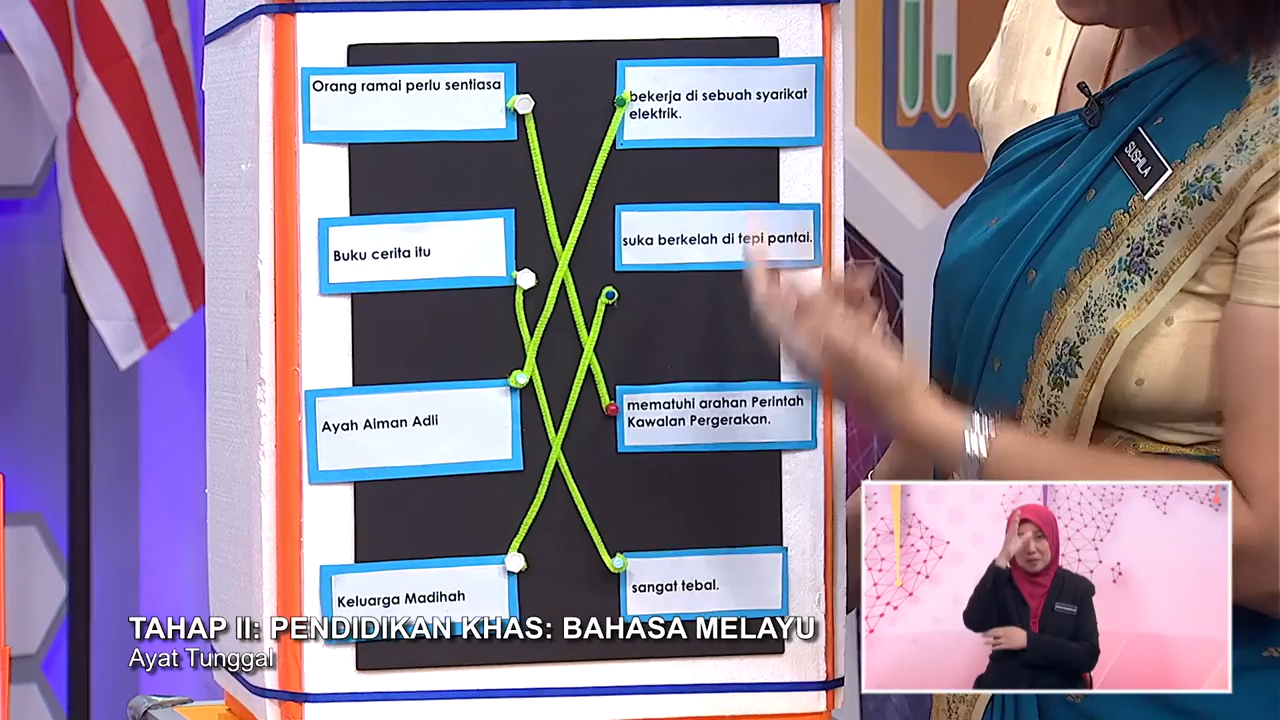 Orang ramai perlu sentiasa
bekerja di sebuah syarikat
elektrik.
Buku cerita itu
suka berkelah di tepi pantai.
Ayah Aiman Adli
mematuhi arahan Perintah
Kawalan Pergerakan.
Keluarga Madihah
sangat tebal.
SUSHILA
TAHAP II: PENDIDIKAN KHAS: BAHASA MELAYU
Ayat Tunggal